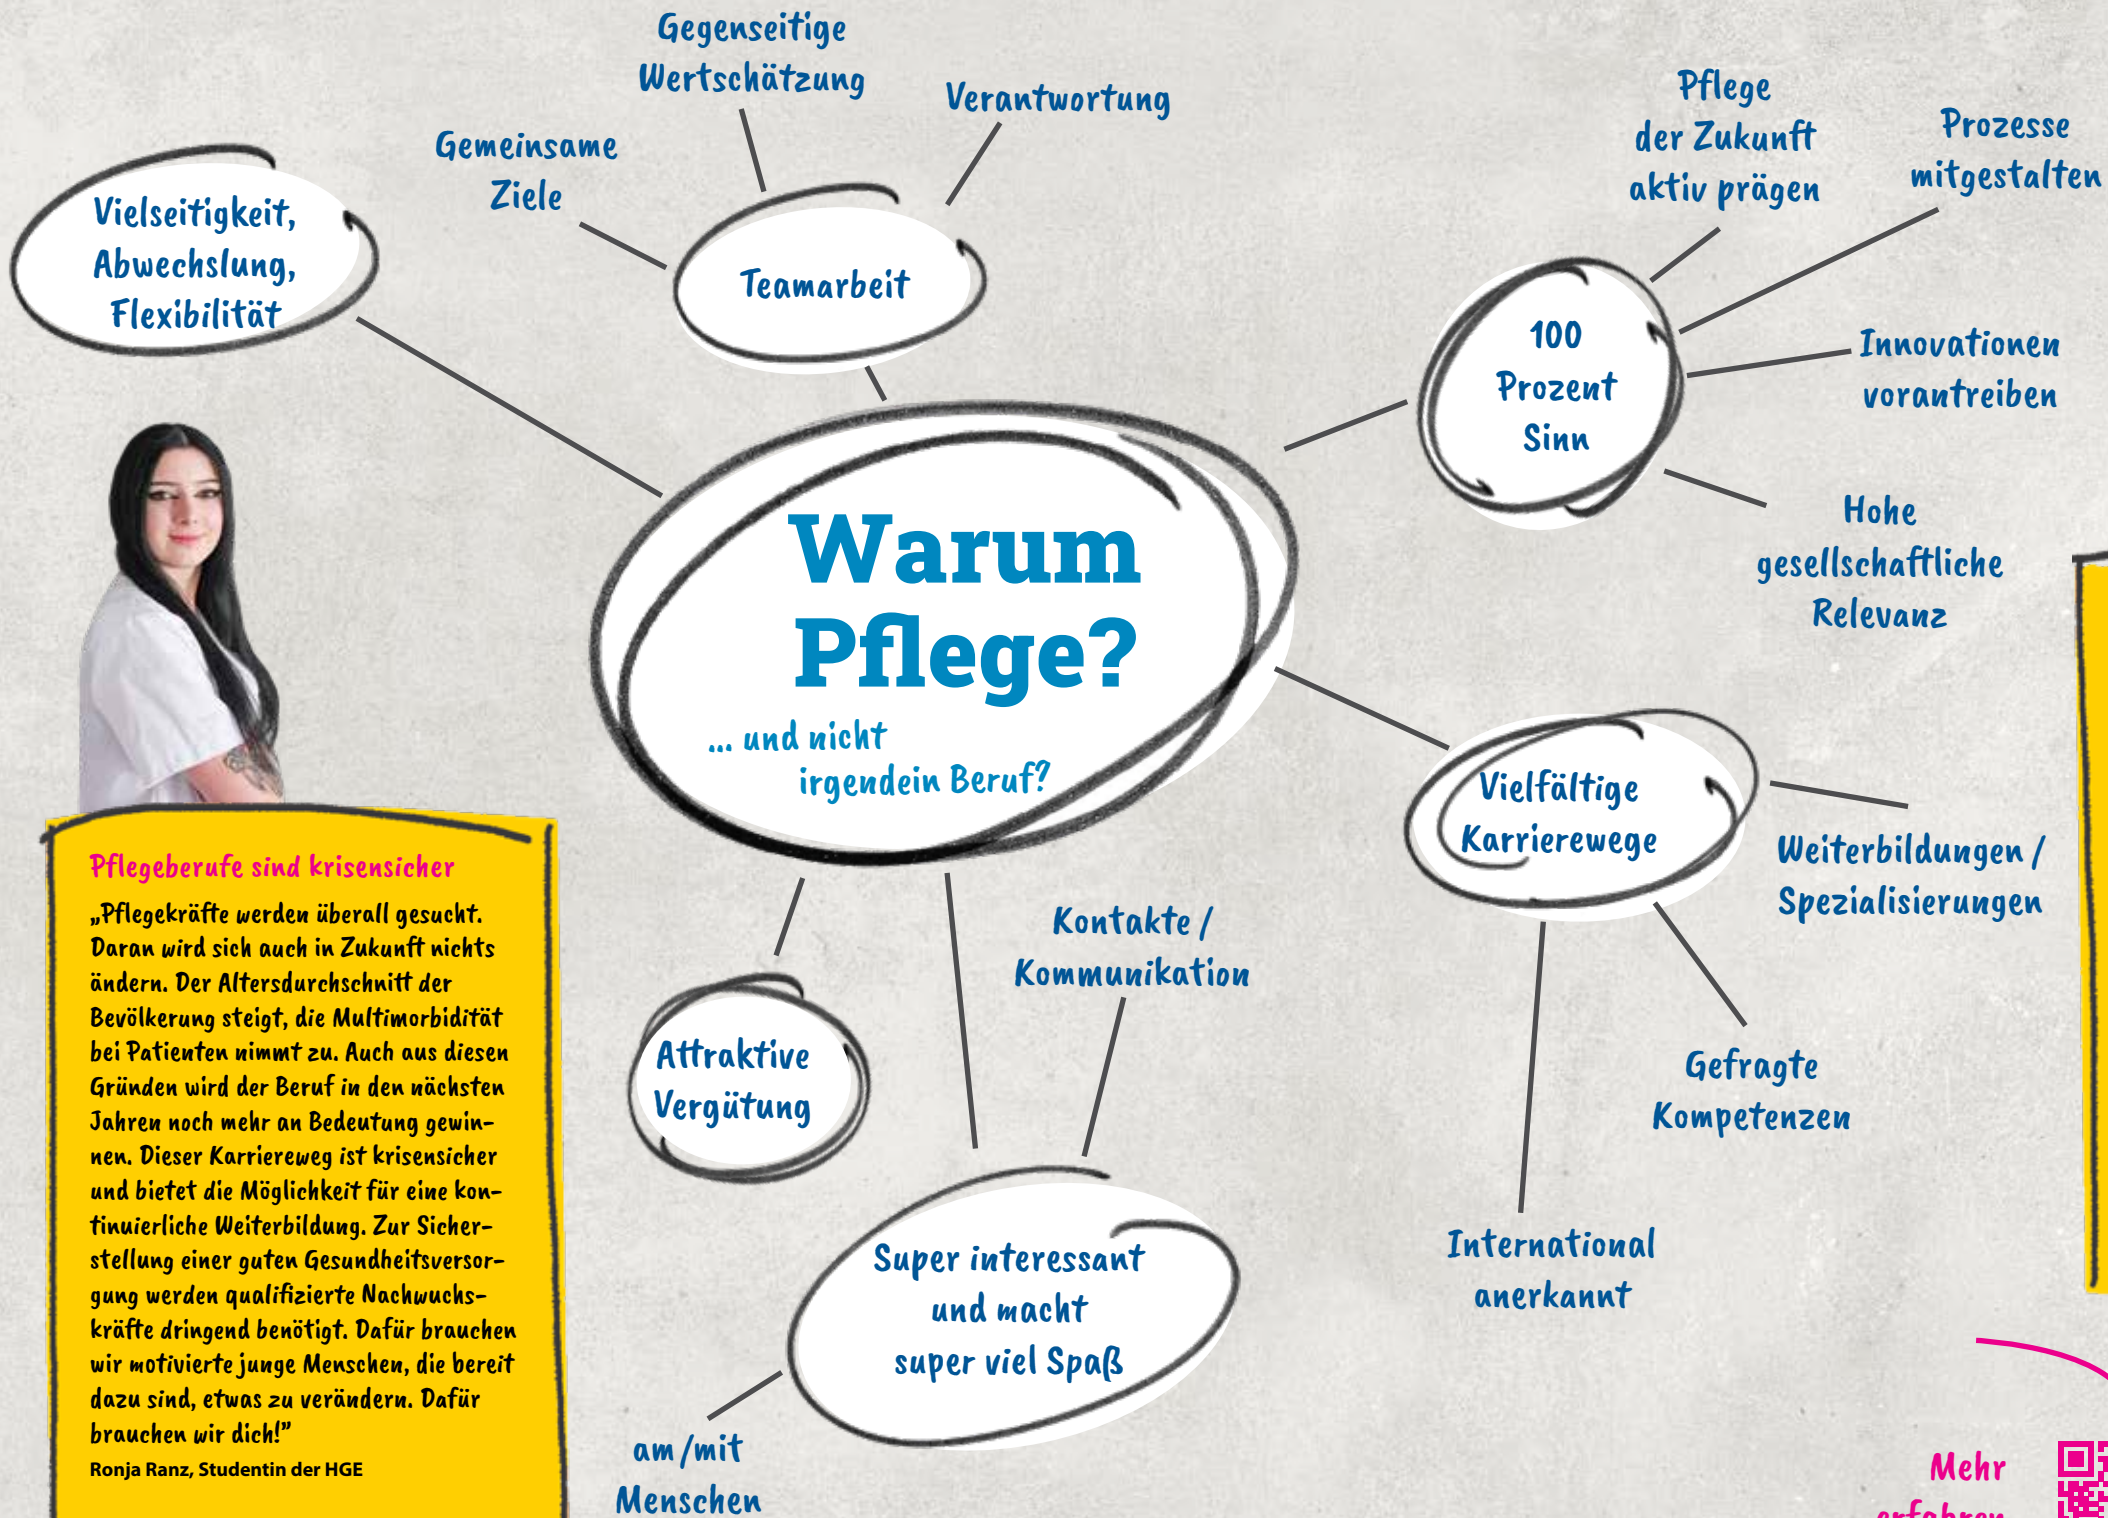 Gegenseitige
Wertschätzung
Verantwortung
Gemeinsame
Ziele
Teamarbeit
Vielseitigkeit,
Abwechslung,
Flexibilität
Pflege
der Zukunft
aktiv prägen
Prozesse
mitgestalten
100
Prozent
Sinn
Innovationen
vorantreiben
Hohe
gesellschaftliche
Relevanz
Warum
Pflege?
... und nicht
irgendein Beruf?
Vielfältige
Karrierewege
Weiterbildungen /
Spezialisierungen
Gefragte
Kompetenzen
International
anerkannt
Kontakte /
Kommunikation
Attraktive
Vergütung
Super interessant
und macht
super viel Spaß
am/mit
Menschen
Pflegeberufe sind krisensicher
„Pflegekräfte werden überall gesucht.
Daran wird sich auch in Zukunft nichts
ändern. Der Altersdurchschnitt der
Bevölkerung steigt, die Multimorbidität
bei Patienten nimmt zu. Auch aus diesen
Gründen wird der Beruf in den nächsten
Jahren noch mehr an Bedeutung gewin-
nen. Dieser Karriereweg ist krisensicher
und bietet die Möglichkeit für eine kon-
tinuierliche Weiterbildung. Zur Sicher-
stellung einer guten Gesundheitsversor-
gung werden qualifizierte Nachwuchs-
kräfte dringend benötigt. Dafür brauchen
wir motivierte junge Menschen, die bereit
dazu sind, etwas zu verändern. Dafür
brauchen wir dich!”
Ronja Ranz, Studentin der HGE
Mehr
erfahren